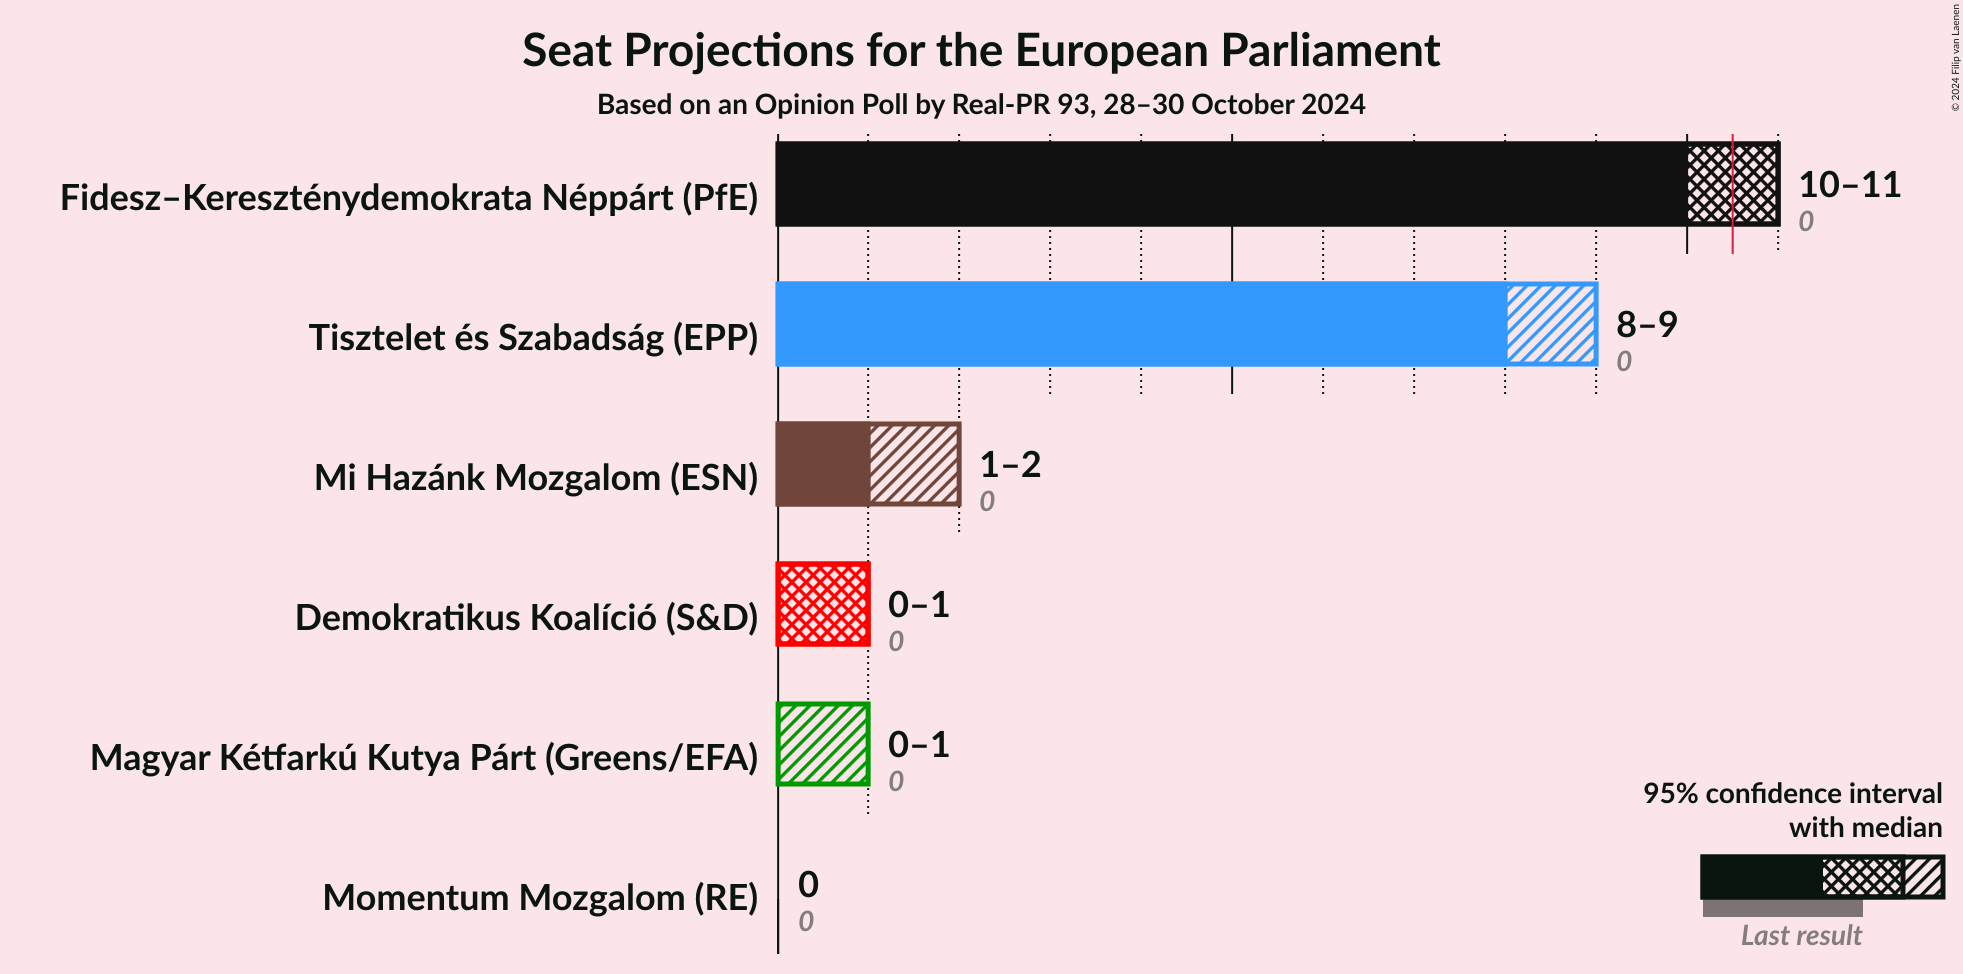 Seat Projections for the European Parliament
Based on an Opinion Poll by Real-PR 93, 28–30 October 2024
© 2024 Filip van Laenen
Fidesz–Kereszténydemokrata Néppárt (PfE)
10–11
0
Tisztelet és Szabadság (EPP)
8–9
0
Mi Hazánk Mozgalom (ESN)
1–2
0
Demokratikus Koalíció (S&D)
0–1
0
Magyar Kétfarkú Kutya Párt (Greens/EFA)
0–1
0
Momentum Mozgalom (RE)
0
0
95% confidence interval
with median
Last result